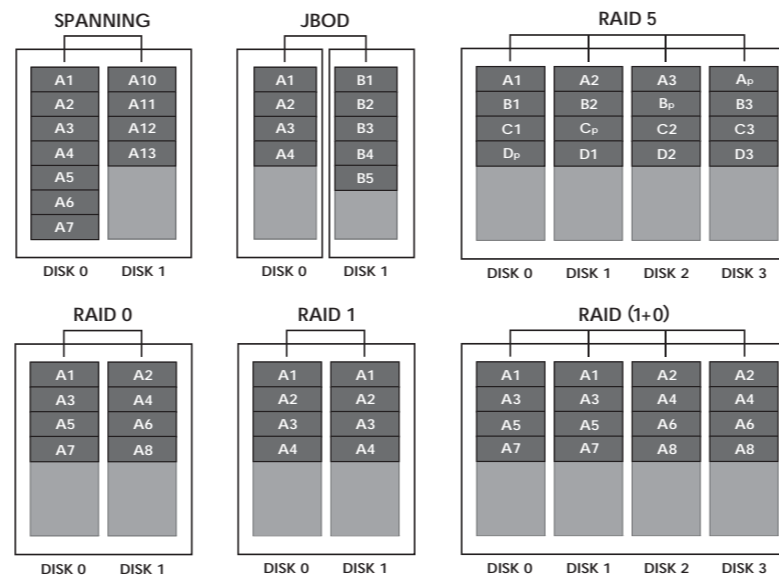 SPANNING
A1 A10
A2 A11
A3 A12
A4 A13
A5
A6
A7
DISK 0 DISK 1
JBOD
A1 B1
A2 B2
A3 B3
A4 B4
B5
DISK 0 DISK 1
RAID 5
A1 A2 A3 Ap
B1 B2 Bp B3
C1 Cp C2 C3
Dp D1 D2 D3
DISK 0 DISK 1 DISK 2 DISK 3
RAID 0
A1 A2
A3 A4
A5 A6
A7 A8
DISK 0 DISK 1
RAID 1
A1 A1
A2 A2
A3 A3
A4 A4
DISK 0 DISK 1
RAID (1+0)
A1 A1 A2 A2
A3 A3 A4 A4
A5 A5 A6 A6
A7 A7 A8 A8
DISK 0 DISK 1 DISK 2 DISK 3